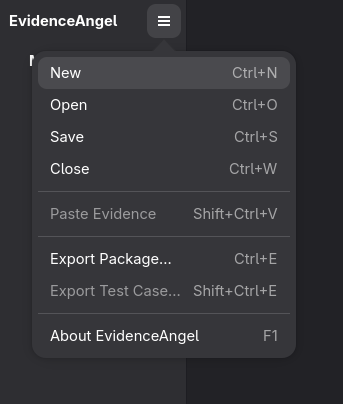 EvidenceAngel
New Ctrl+N
Open Ctrl+O
Save Ctrl+S
Close Ctrl+W
Paste Evidence Shift+Ctrl+V
Export Package... Ctrl+E
Export Test Case... Shift+Ctrl+E
About EvidenceAngel F1